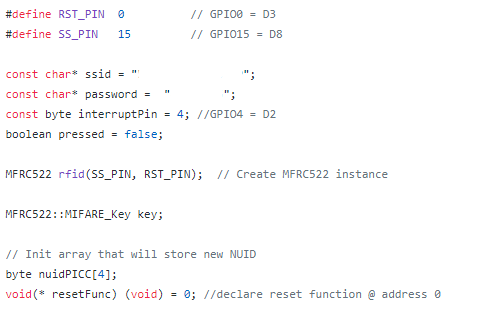 #define RST_PIN  0           // GPIO0 = D3
#define SS_PIN   15          // GPIO15 = D8
const char* ssid = "                ";
const char* password =  "        ";
const byte interruptPin = 4; //GPIO4 = D2
boolean pressed = false;
MFRC522 rfid(SS_PIN, RST_PIN);  // Create MFRC522 instance
MFRC522::MIFARE_Key key;
// Init array that will store new NUID
byte nuidPICC[4];
void(* resetFunc) (void) = 0; //declare reset function @ address 0